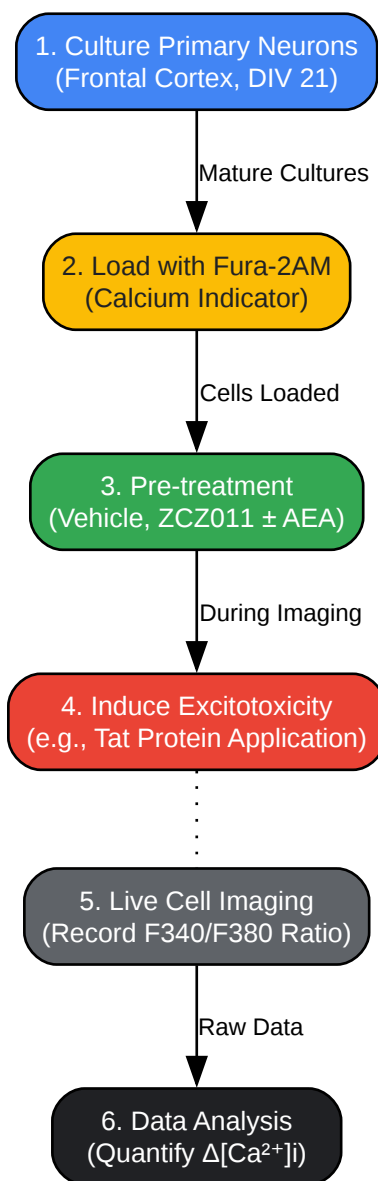 1. Culture Primary Neurons
(Frontal Cortex, DIV 21)
Mature Cultures
2. Load with Fura-2AM
(Calcium Indicator)
Cells Loaded
3. Pre-treatment
(Vehicle, ZCZ011 ± AEA)
During Imaging
4. Induce Excitotoxicity
(e.g., Tat Protein Application)
5. Live Cell Imaging
(Record F340/F380 Ratio)
Raw Data
6. Data Analysis
(Quantify Δ[Ca²⁺]i)